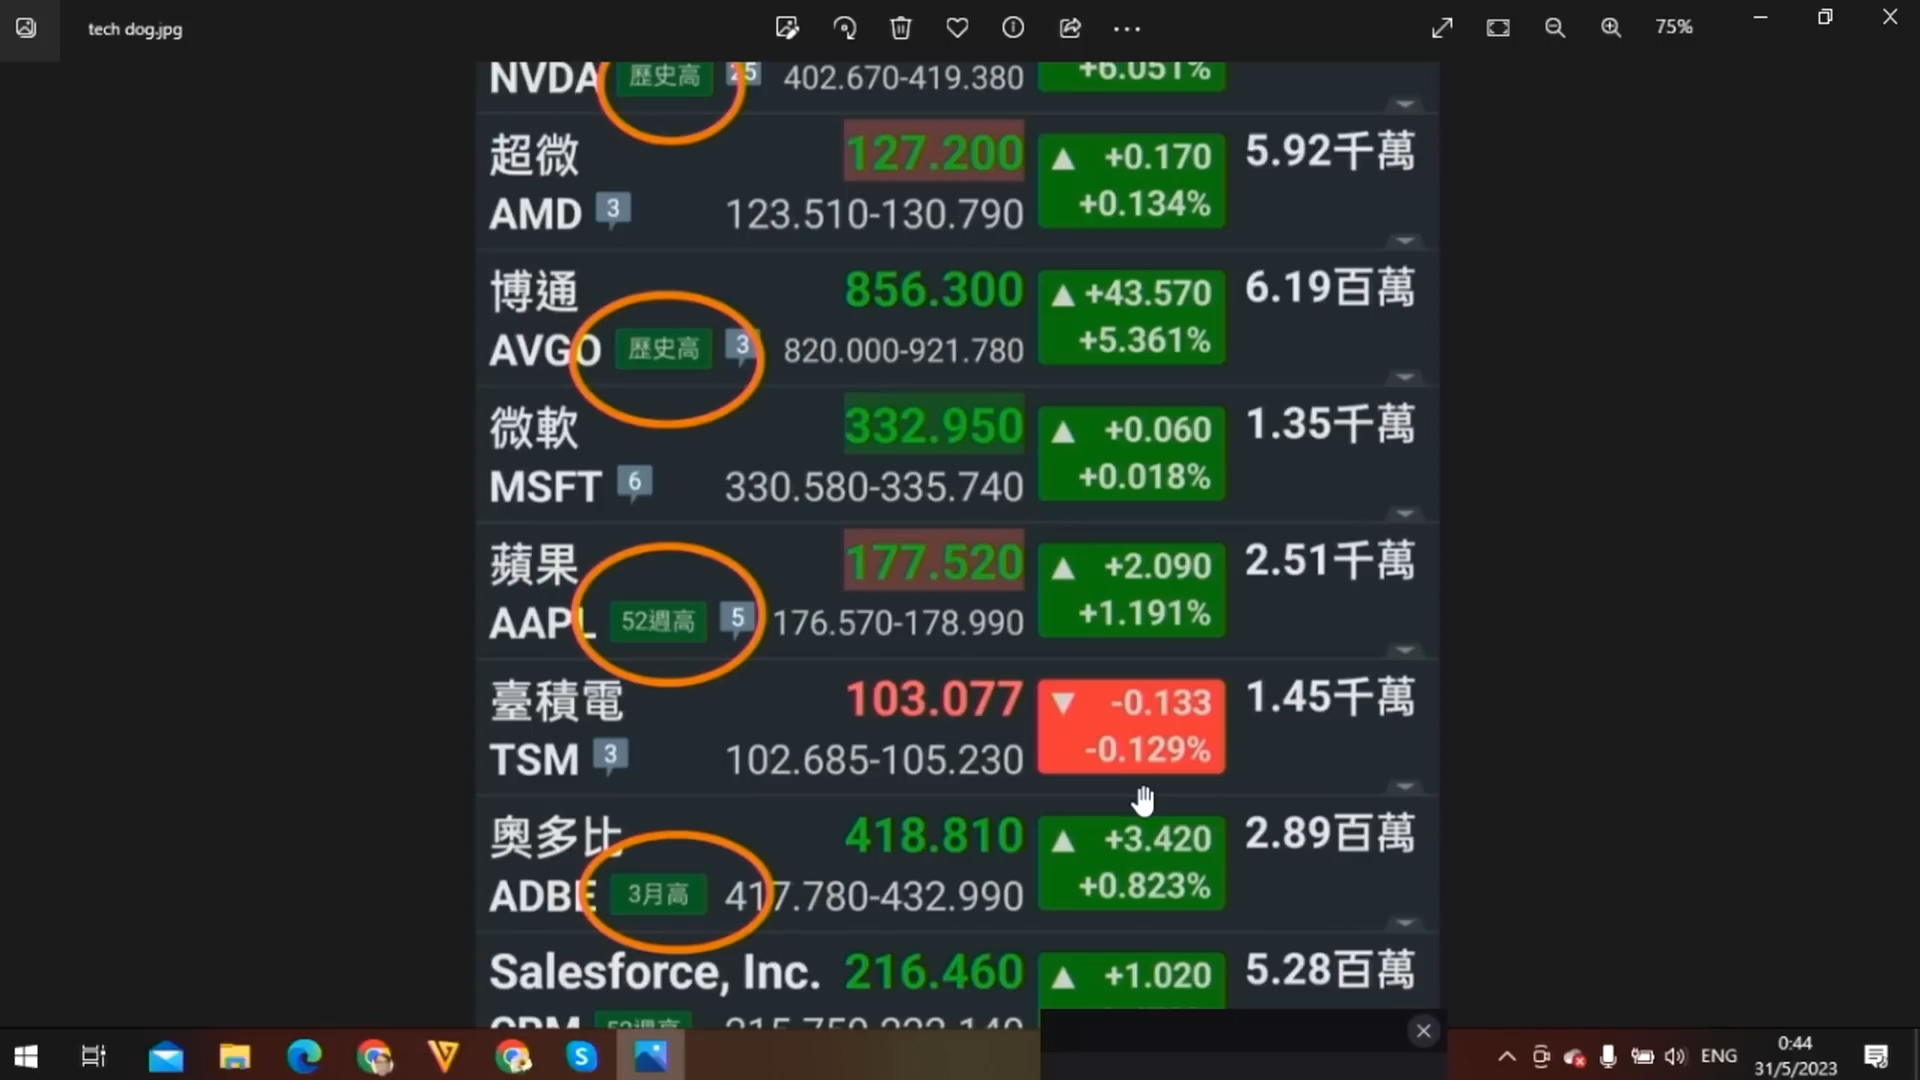 tech dog.jpg
75%
NVDA 歷史高 25 402.670-419.380 +6.051%
超微 127.200 ▲ +0.170 5.92千萬
AMD 3 123.510-130.790 +0.134%
博通 856.300 ▲ +43.570 6.19百萬
AVGO 歷史高 3 820.000-921.780 +5.361%
微軟 332.950 ▲ +0.060 1.35千萬
MSFT 6 330.580-335.740 +0.018%
蘋果 177.520 ▲ +2.090 2.51千萬
AAPL 52週高 5 176.570-178.990 +1.191%
臺積電 103.077 ▼ -0.133 1.45千萬
TSM 3 102.685-105.230 -0.129%
奧多比 418.810 ▲ +3.420 2.89百萬
ADBE 3月高 417.780-432.990 +0.823%
Salesforce, Inc. 216.460 ▲ +1.020 5.28百萬
CRM 52週高
ENG
0:44
31/5/2023